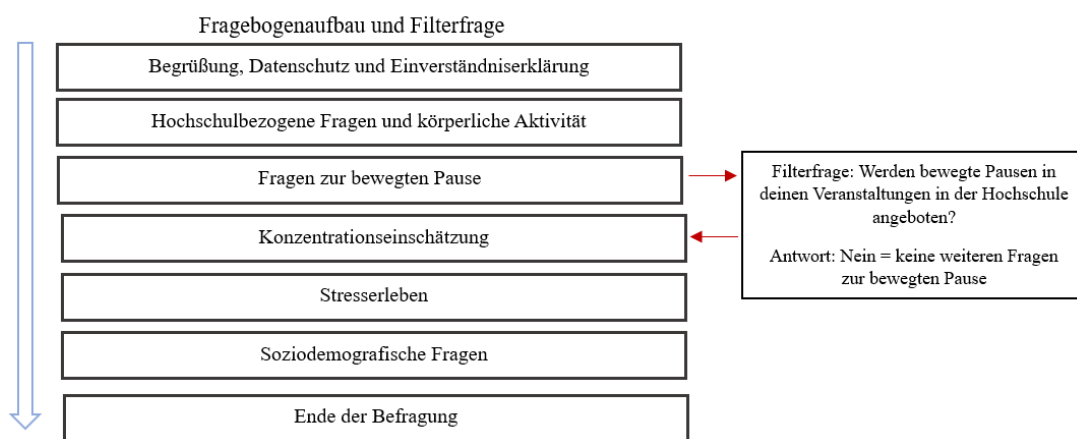 Fragebogenaufbau und Filterfrage
Begrüßung, Datenschutz und Einverständniserklärung
Hochschulbezogene Fragen und körperliche Aktivität
Fragen zur bewegten Pause
Konzentrationseinschätzung
Stresserleben
Soziodemografische Fragen
Ende der Befragung
Filterfrage: Werden bewegte Pausen in
deinen Veranstaltungen in der Hochschule
angeboten?
Antwort: Nein = keine weiteren Fragen
zur bewegten Pause